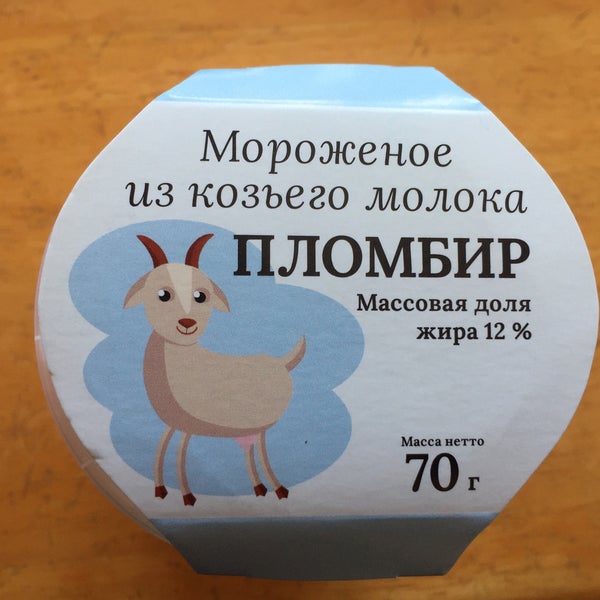 Мороженое
из козьего молока
ПЛОМБИР
Массовая доля
жира 12 %
Масса нетто
70 г